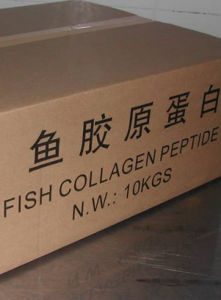 鱼胶原蛋白
FISH COLLAGEN PEPTIDE
N.W.: 10KGS